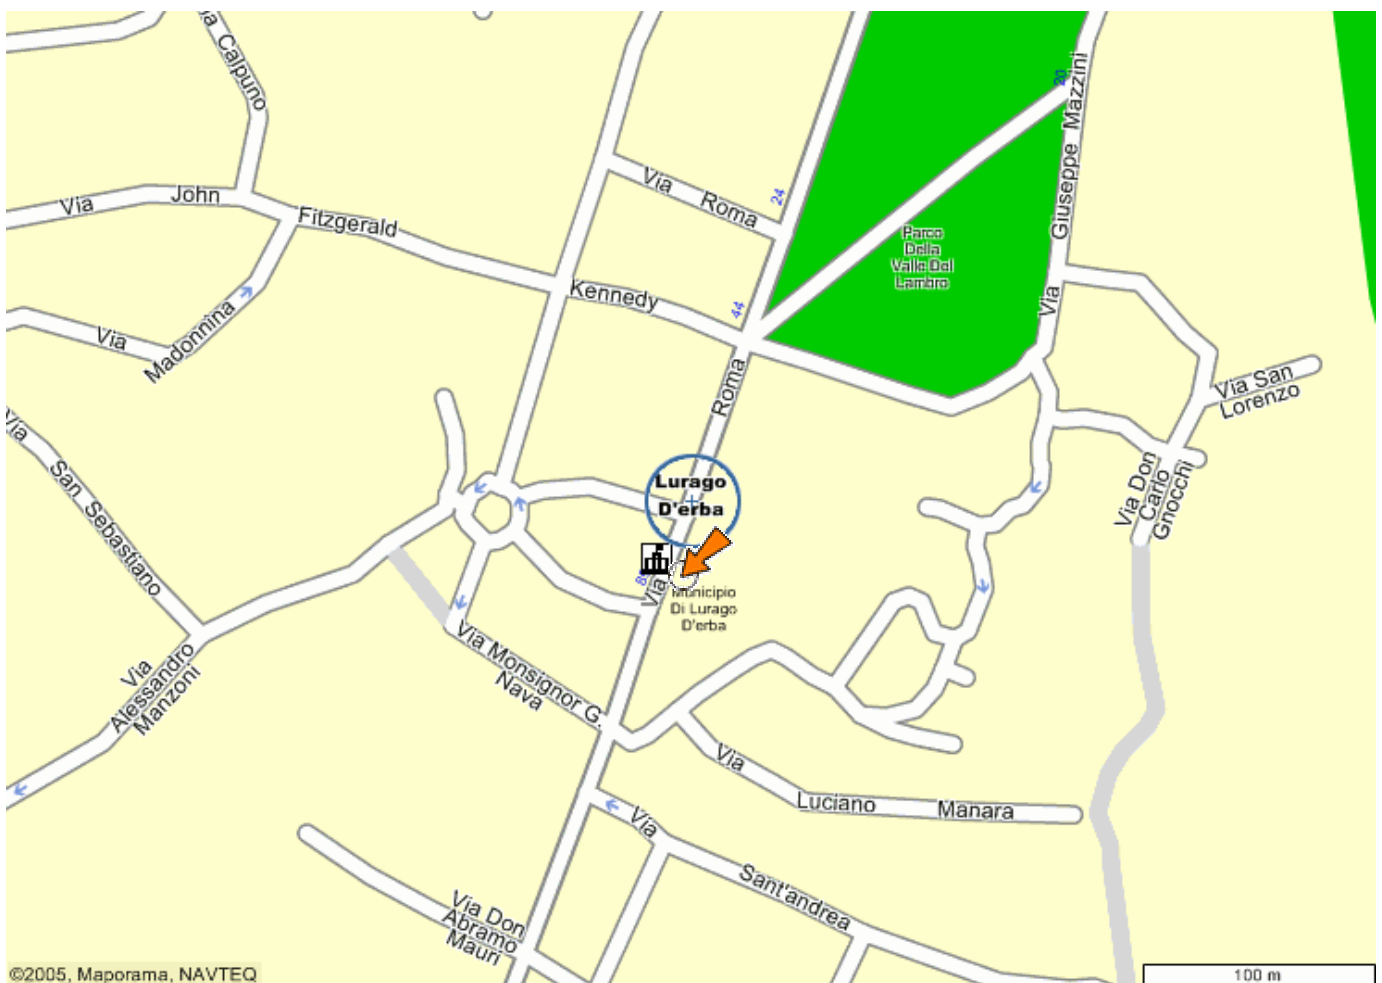 Calpuno
20
Giuseppe Mazzini
Via
Via
John
Fitzgerald
Kennedy
Via
Roma
24
44
Parco
Della
Valle Del
Lambro
Via
Madonnina
Roma
Via
Via San
Lorenzo
Via
San Sebastiano
Lurago
D'erba
Via Don
Carlo
Gnocchi
Municipio
Di Lurago
D'erba
Via
Alessandro
Manzoni
Via Monsignor G.
Nava
Via
Luciano
Manara
Via
Sant'andrea
Via Don
Abramo
Mauri
©2005, Maporama, NAVTEQ
100 m